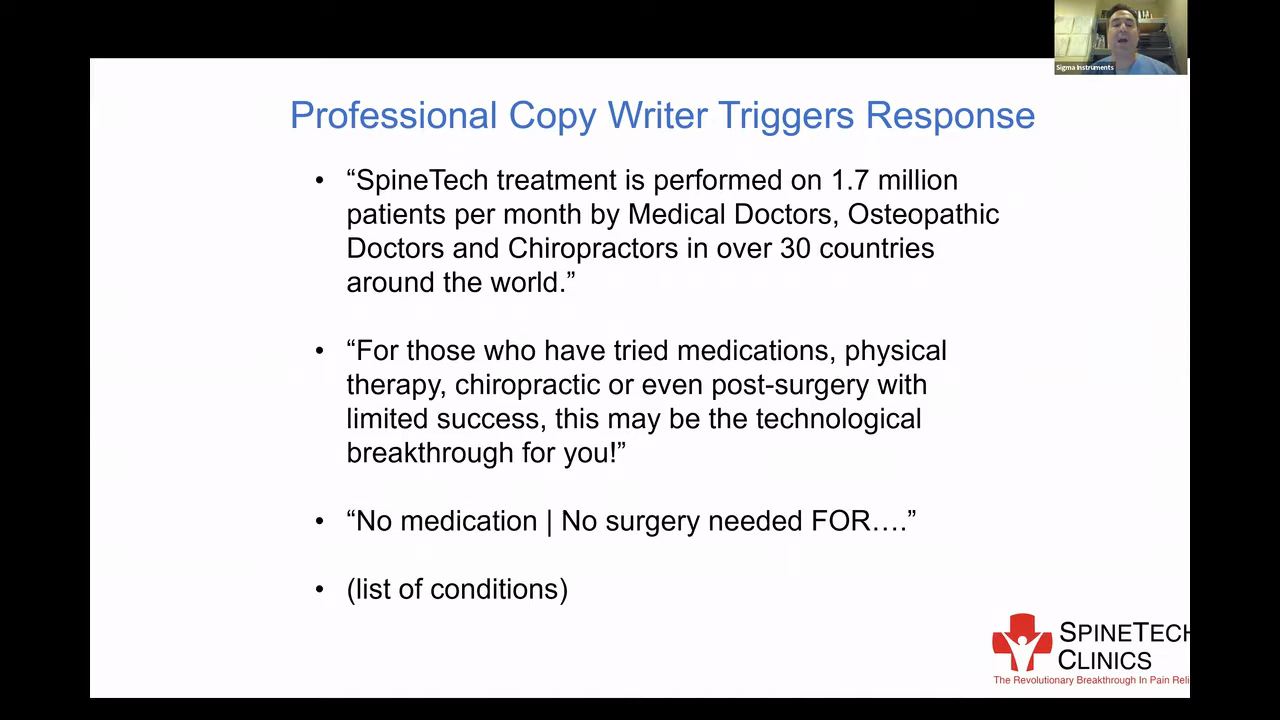 Sigma Instruments
Professional Copy Writer Triggers Response
• “SpineTech treatment is performed on 1.7 million
patients per month by Medical Doctors, Osteopathic
Doctors and Chiropractors in over 30 countries
around the world.”
• “For those who have tried medications, physical
therapy, chiropractic or even post-surgery with
limited success, this may be the technological
breakthrough for you!”
• “No medication | No surgery needed FOR….”
• (list of conditions)
SPINETECH
CLINICS
The Revolutionary Breakthrough In Pain Reli